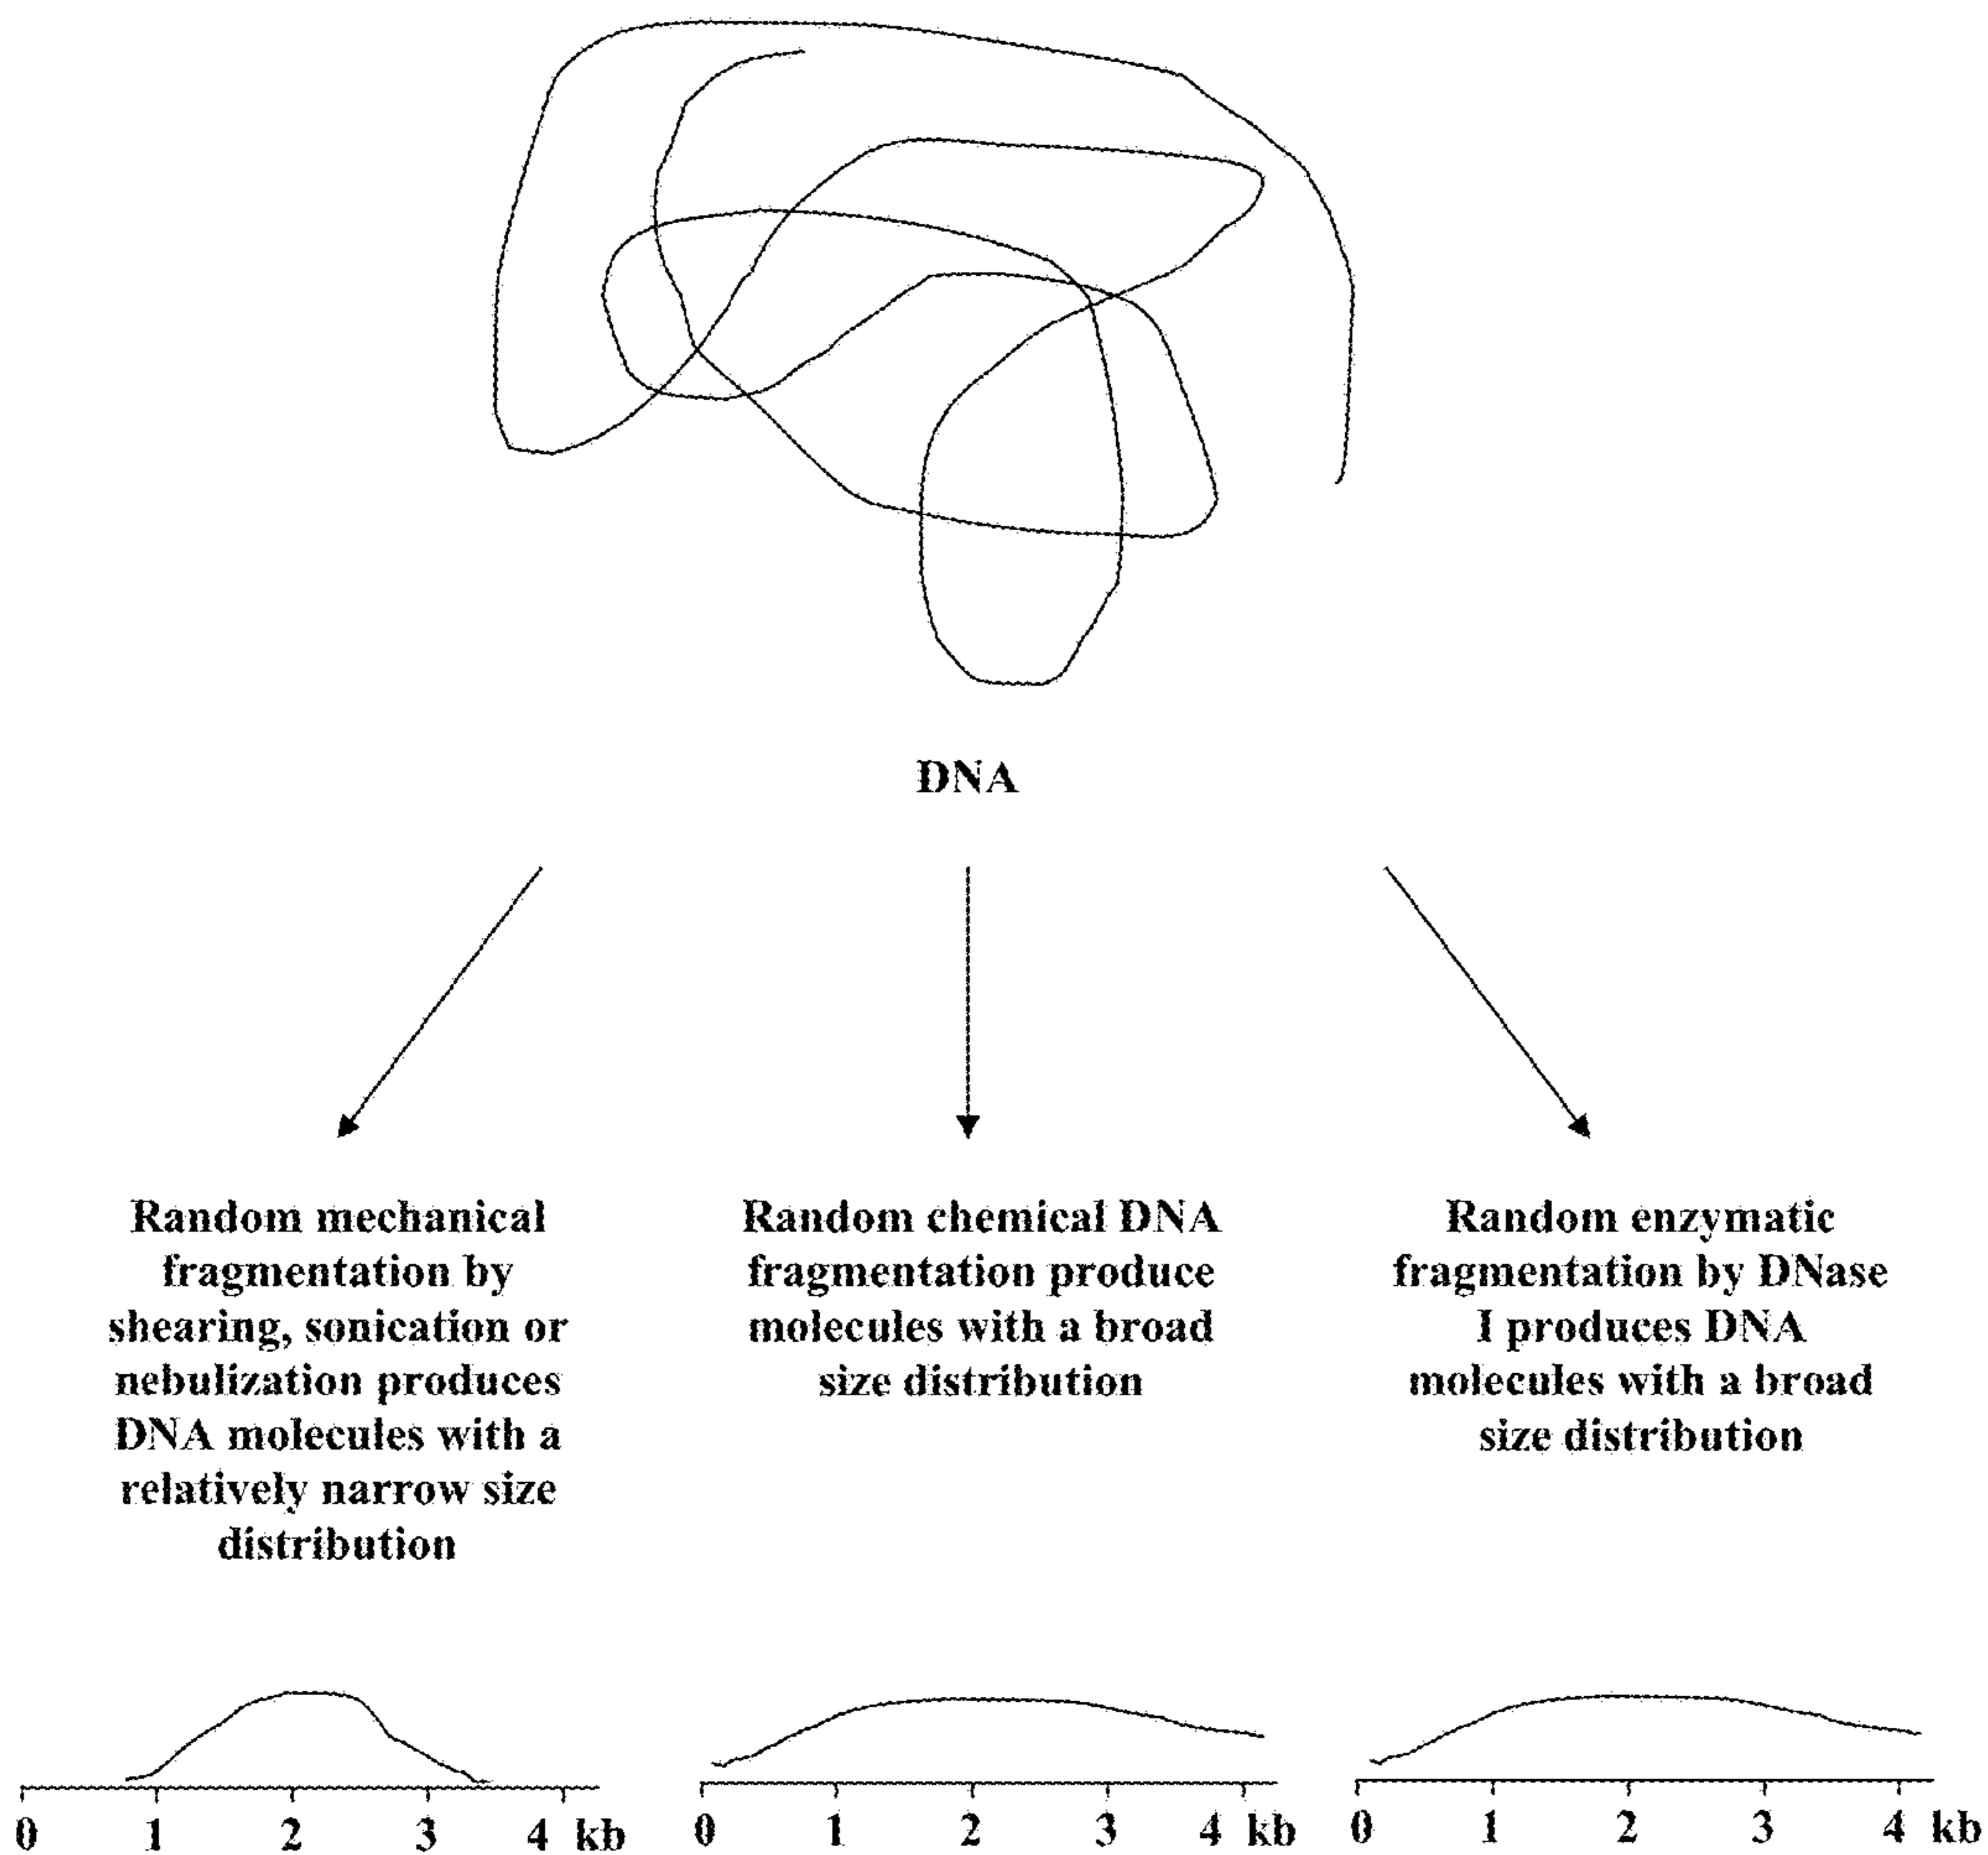 DNA
Random mechanical
fragmentation by
shearing, sonication or
nebulization produces
DNA molecules with a
relatively narrow size
distribution
Random chemical DNA
fragmentation produce
molecules with a broad
size distribution
Random enzymatic
fragmentation by DNase
I produces DNA
molecules with a broad
size distribution
0 1 2 3 4 kb
0 1 2 3 4 kb
0 1 2 3 4 kb